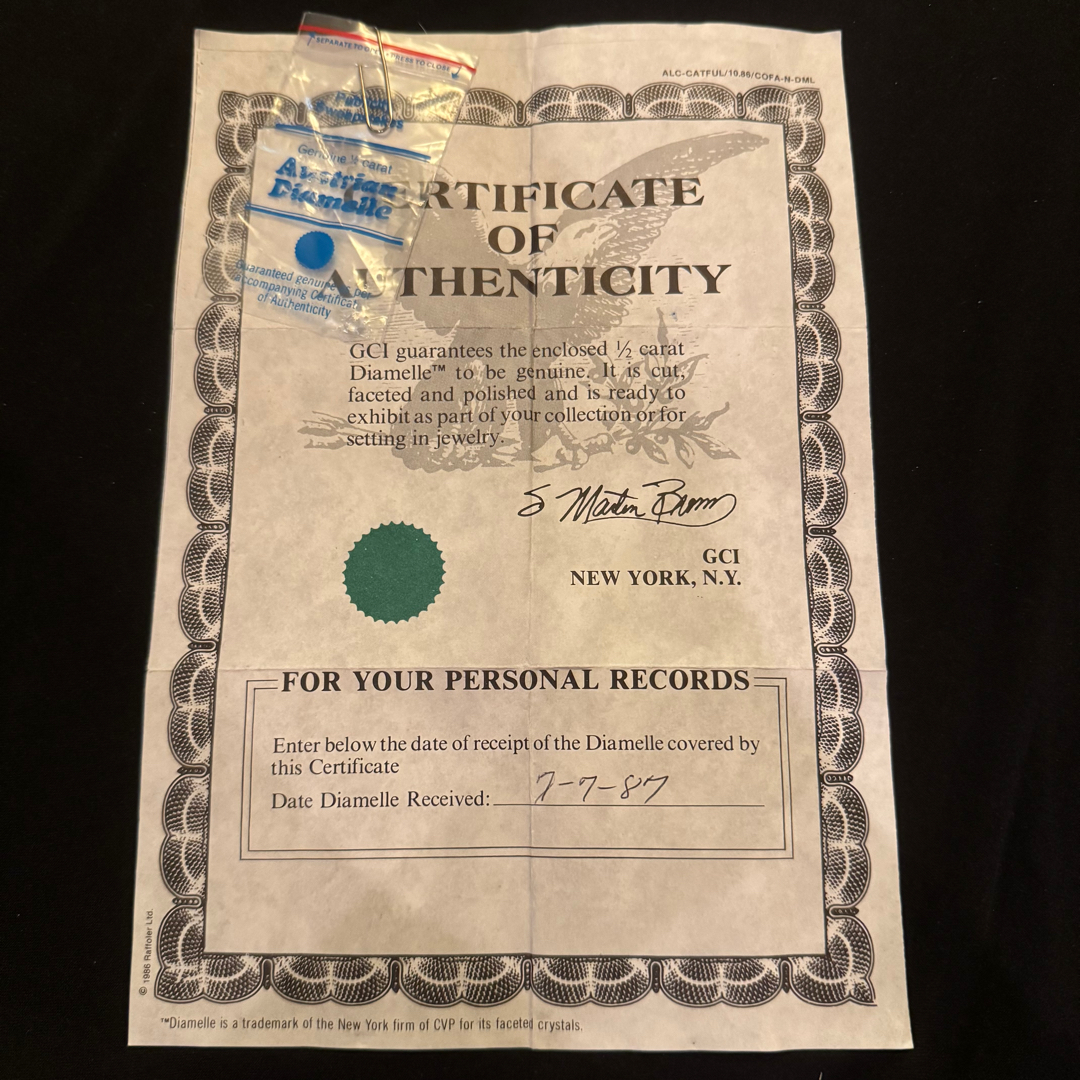 ALC-CATFUL/10.86/COFA-N-DML
SEPARATE TO OPEN • PRESS TO CLOSE
Genuine ½ carat
Austrian
Diamelle
Guaranteed genuine per
accompanying Certificate
of Authenticity
CERTIFICATE
OF
AUTHENTICITY
GCI guarantees the enclosed ½ carat
Diamelle™ to be genuine. It is cut,
faceted and polished and is ready to
exhibit as part of your collection or for
setting in jewelry.
S Martin Brown
GCI
NEW YORK, N.Y.
FOR YOUR PERSONAL RECORDS
Enter below the date of receipt of the Diamelle covered by
this Certificate
Date Diamelle Received: 7-7-87
© 1986 Raffoler Ltd.
™Diamelle is a trademark of the New York firm of CVP for its faceted crystals.